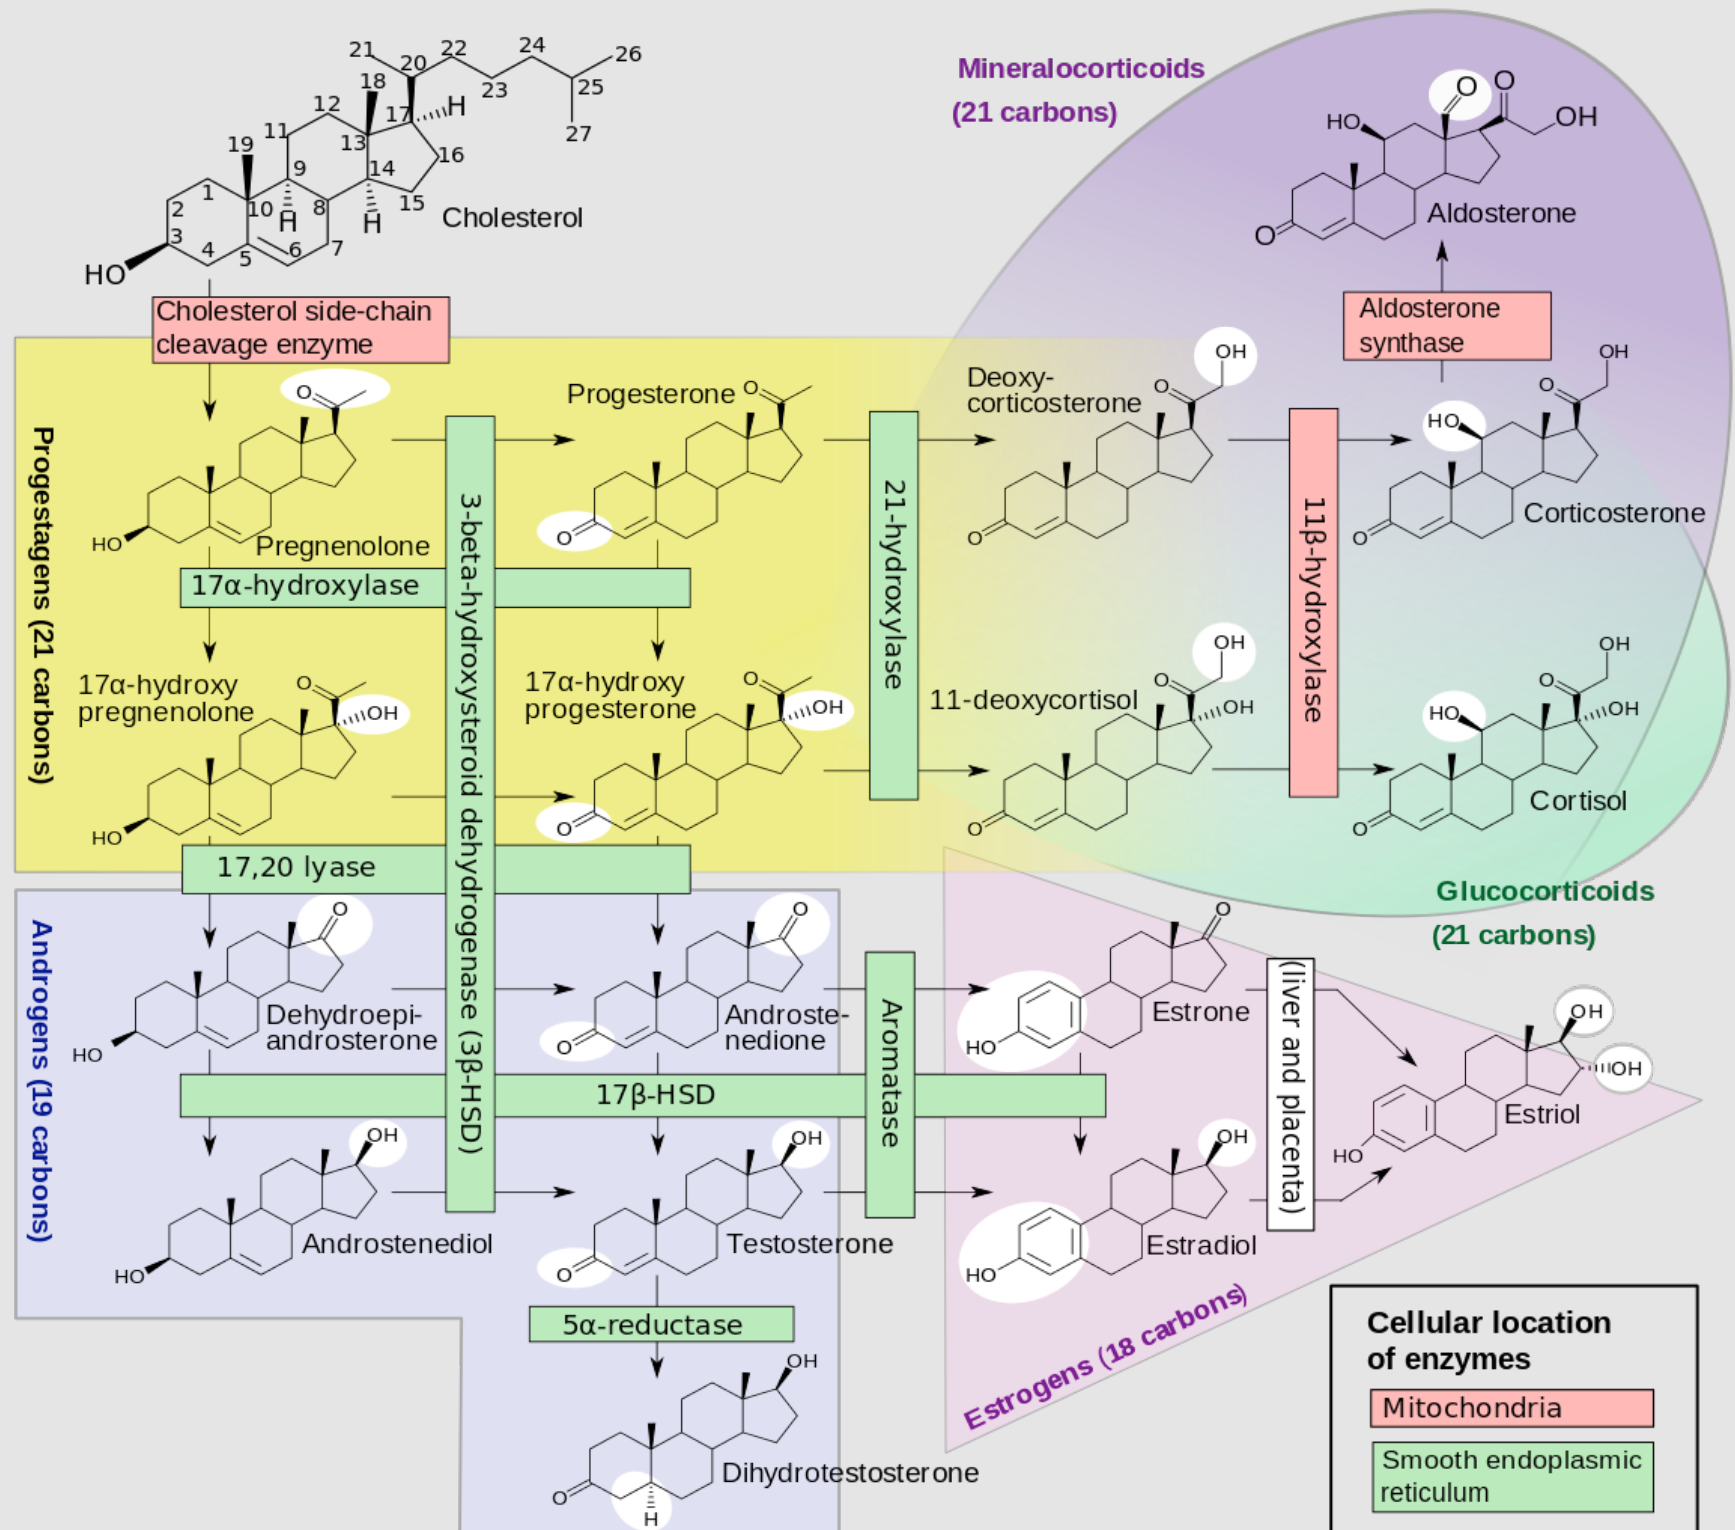 21
22
24
26
20
18
23
25
12
17
H
27
11
13
19
16
9
14
1
15
2
10
8
H
H
3
4
6
7
5
HO
Cholesterol
Mineralocorticoids
(21 carbons)
O
O
HO
OH
O
Aldosterone
Cholesterol side-chain
cleavage enzyme
Aldosterone
synthase
Progestagens (21 carbons)
O
HO
Pregnenolone
Progesterone
O
O
Deoxy-
corticosterone
OH
O
O
OH
O
HO
O
Corticosterone
3-beta-hydroxysteroid dehydrogenase (3β-HSD)
21-hydroxylase
11β-hydroxylase
17α-hydroxylase
17α-hydroxy
pregnenolone
O
OH
HO
17α-hydroxy
progesterone
O
OH
O
11-deoxycortisol
OH
O
OH
O
OH
O
OH
HO
O
Cortisol
17,20 lyase
Glucocorticoids
(21 carbons)
Androgens (19 carbons)
O
HO
Dehydroepi-
androsterone
O
O
Androste-
nedione
Aromatase
O
HO
Estrone
(liver and placenta)
OH
OH
HO
Estriol
17β-HSD
OH
HO
Androstenediol
OH
O
Testosterone
OH
HO
Estradiol
Estrogens (18 carbons)
5α-reductase
OH
O
H
Dihydrotestosterone
Cellular location
of enzymes
Mitochondria
Smooth endoplasmic
reticulum